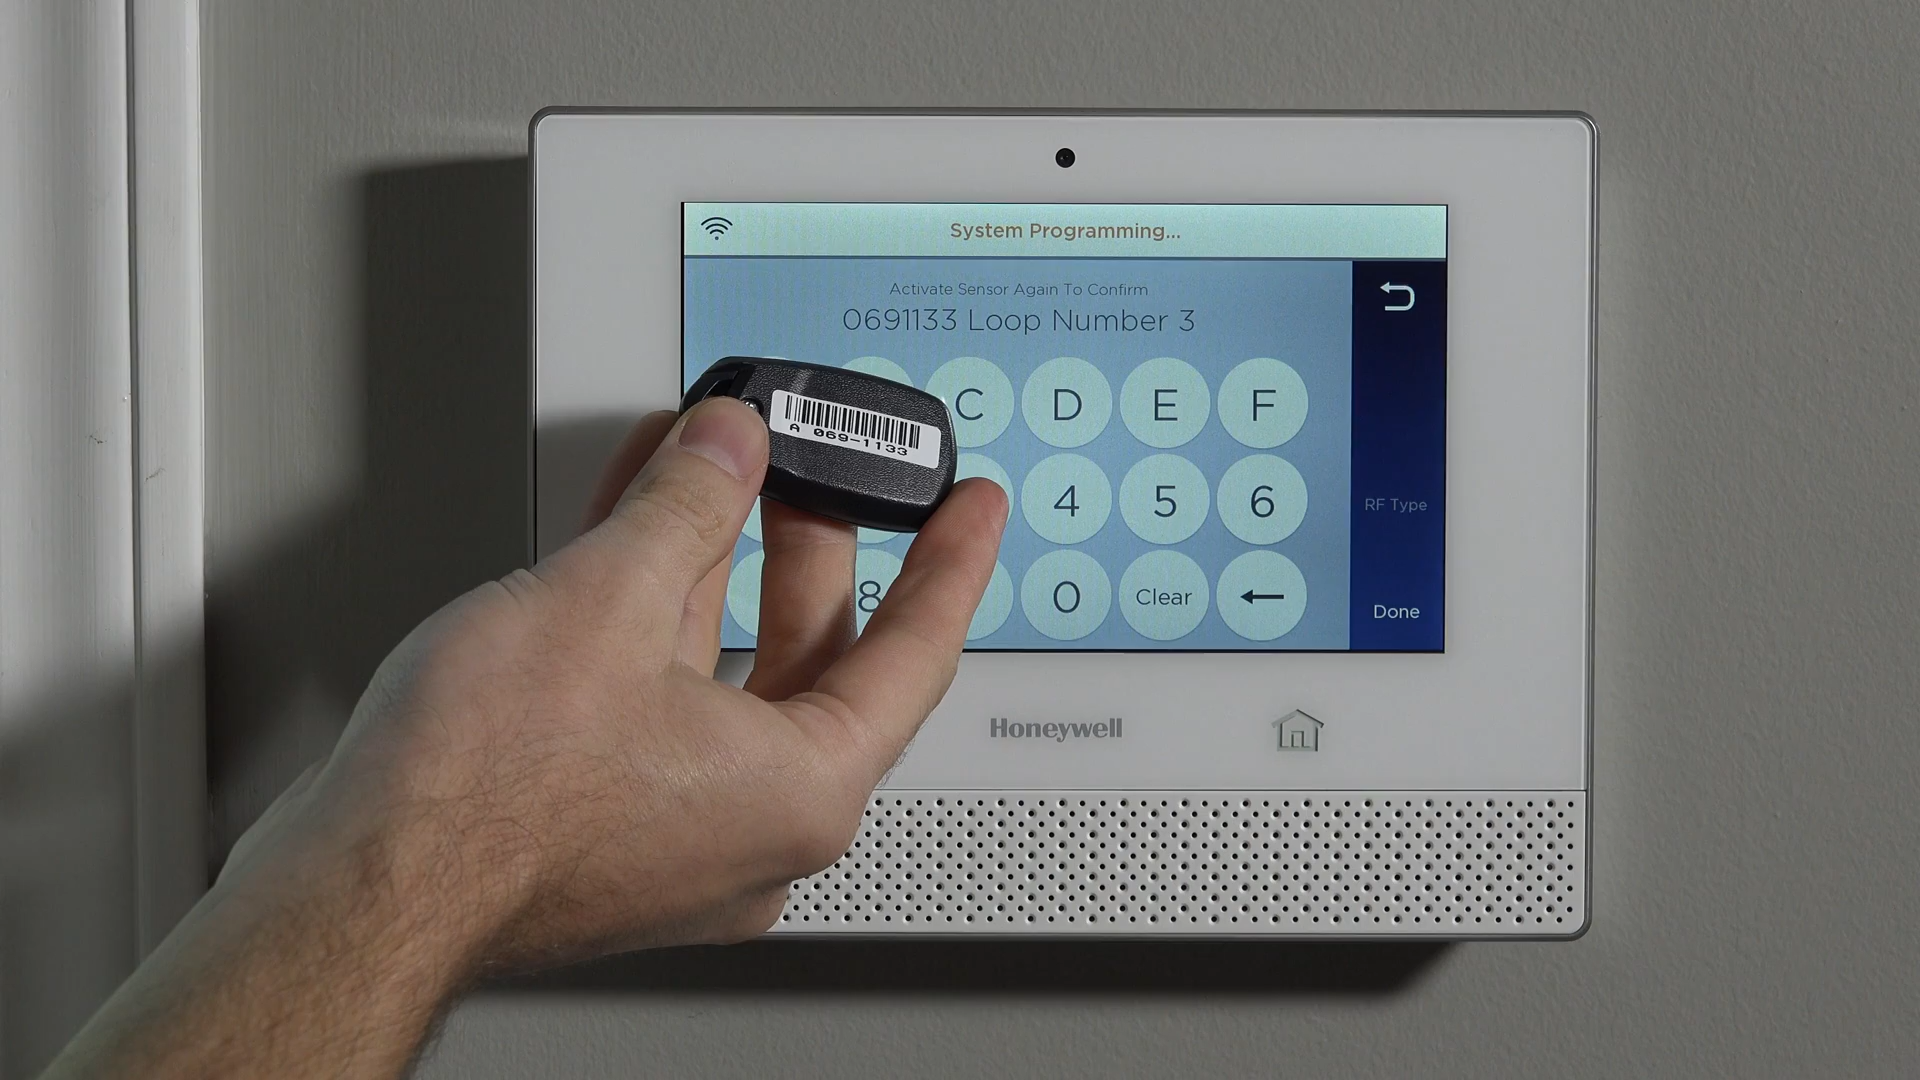 System Programming...
Activate Sensor Again To Confirm
0691133 Loop Number 3
C D E F
A 069-1133
4 5 6
RF Type
8 0 Clear
Done
Honeywell